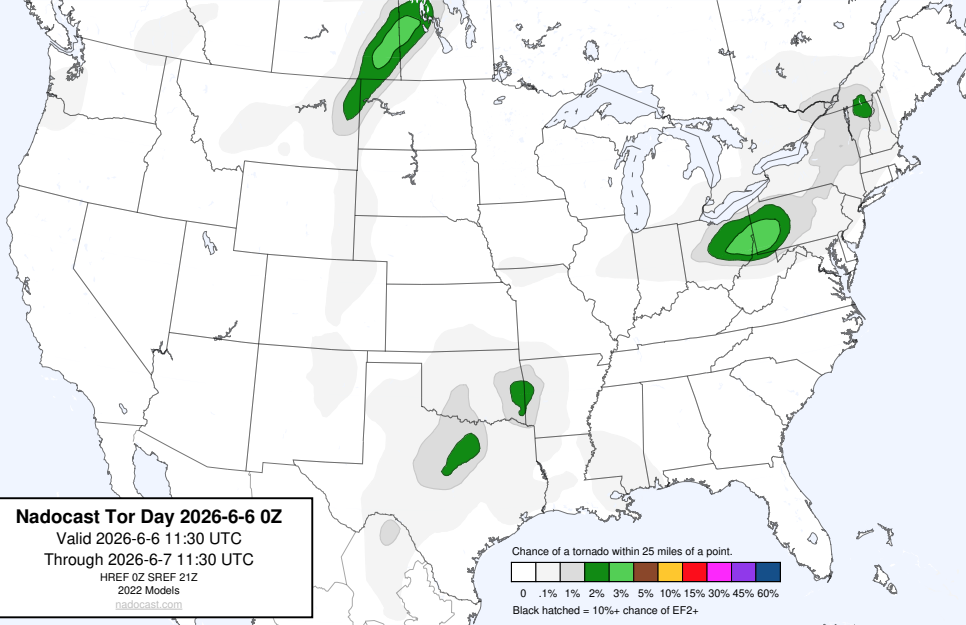 Nadocast Tor Day 2026-6-6 0Z
Valid 2026-6-6 11:30 UTC
Through 2026-6-7 11:30 UTC
HREF 0Z SREF 21Z
2022 Models
nadocast.com
Chance of a tornado within 25 miles of a point.
0 .1% 1% 2% 3% 5% 10% 15% 30% 45% 60%
Black hatched = 10%+ chance of EF2+